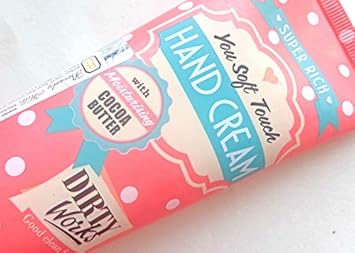 SUPER RICH
You Soft Touch
HAND CREAM
with
Moisturising
COCOA
BUTTER
DIRTY
Works
Good clean